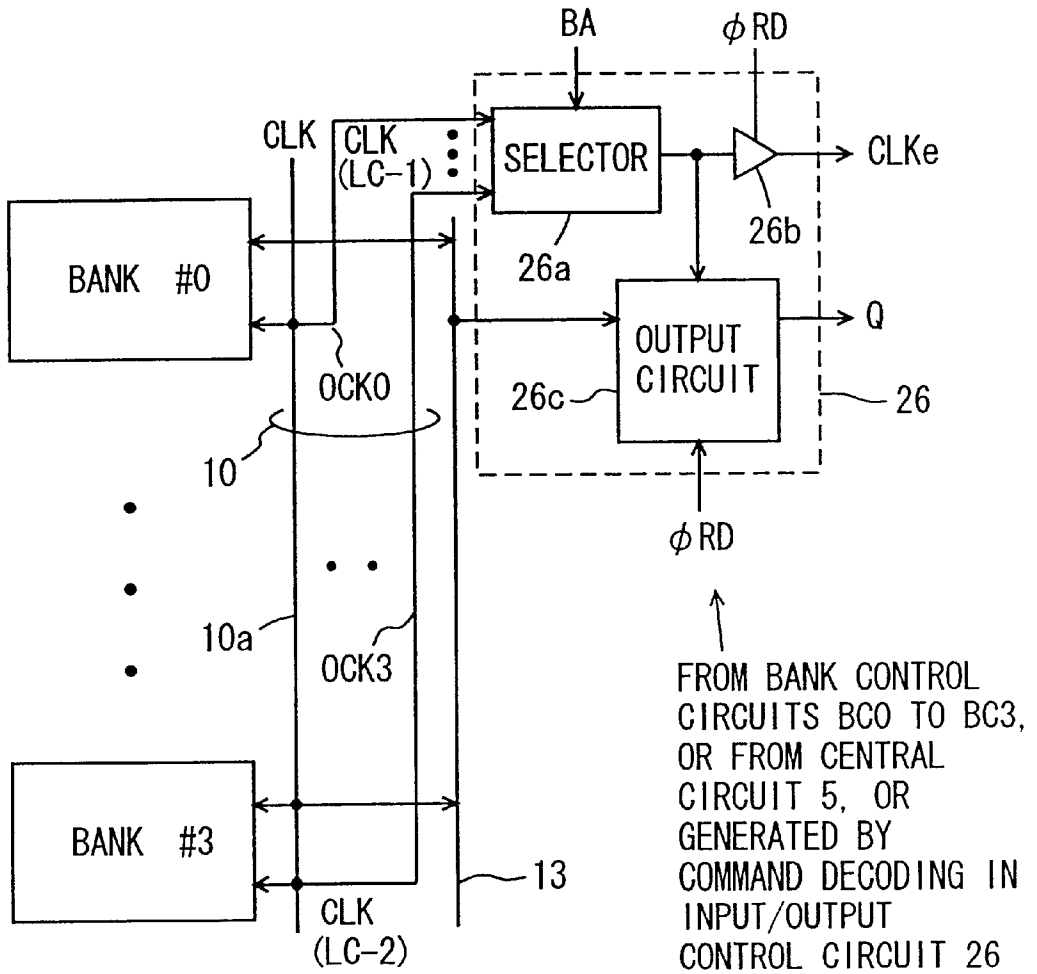 BA
φRD
CLK
CLK
(LC-1)
SELECTOR
CLKe
26b
26a
BANK #0
OUTPUT
CIRCUIT
Q
OCK0
26c
26
10
φRD
10a
OCK3
FROM BANK CONTROL
CIRCUITS BC0 TO BC3,
OR FROM CENTRAL
CIRCUIT 5, OR
GENERATED BY
COMMAND DECODING IN
INPUT/OUTPUT
CONTROL CIRCUIT 26
BANK #3
13
CLK
(LC-2)